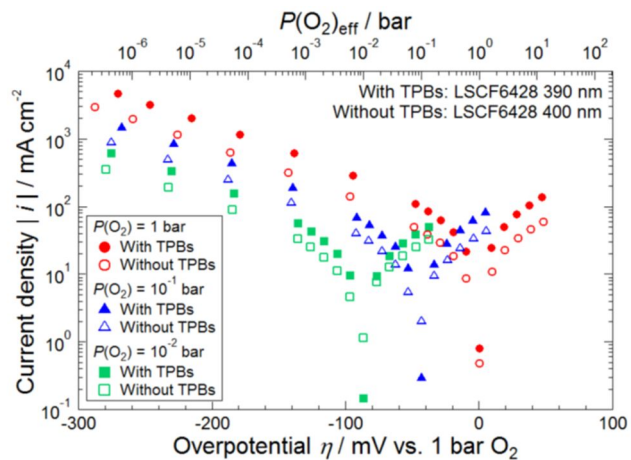 P(O2)eff / bar
10^-6 10^-5 10^-4 10^-3 10^-2 10^-1 10^0 10^1 10^2
With TPBs: LSCF6428 390 nm
Without TPBs: LSCF6428 400 nm
Current density | i | / mA cm^-2
10^4
10^3
10^2
10^1
10^0
10^-1
P(O2) = 1 bar
With TPBs
Without TPBs
P(O2) = 10^-1 bar
With TPBs
Without TPBs
P(O2) = 10^-2 bar
With TPBs
Without TPBs
-300 -200 -100 0 100
Overpotential η / mV vs. 1 bar O2